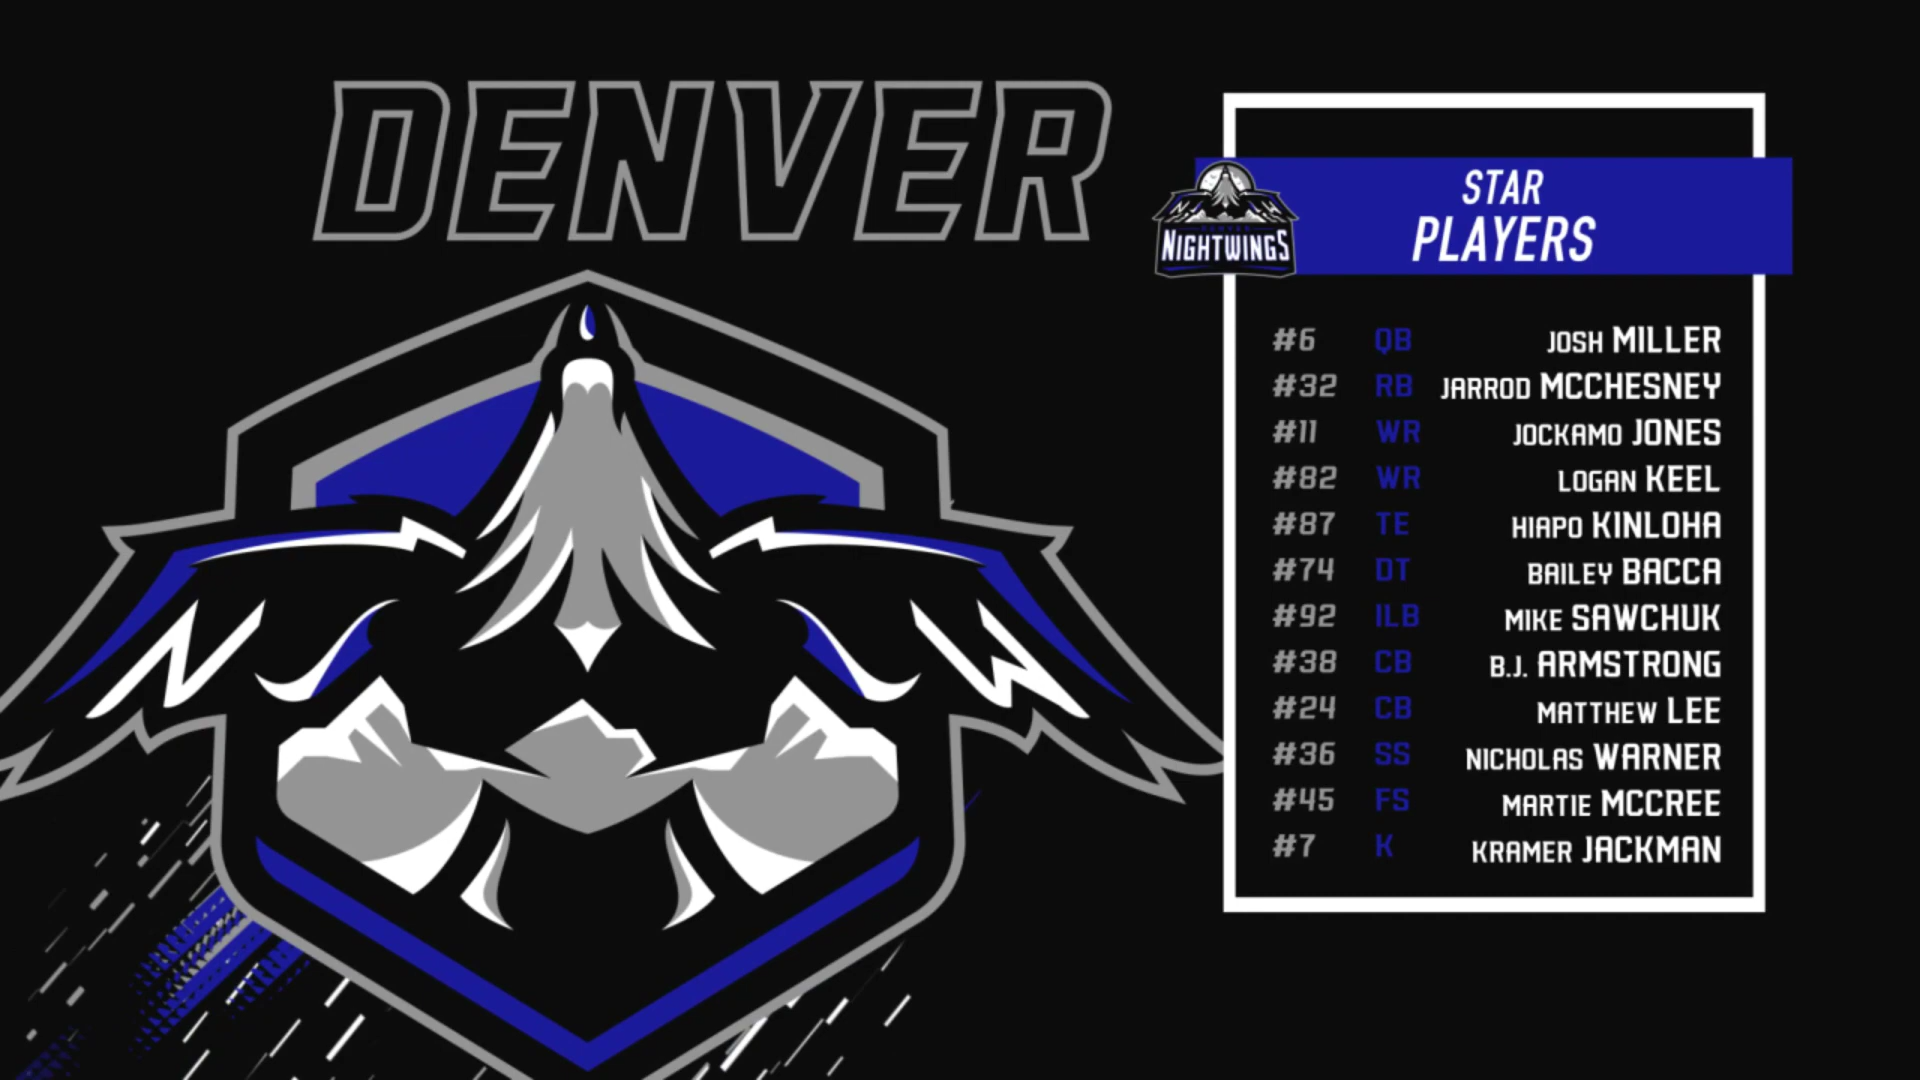 DENVER
STAR
PLAYERS
NIGHTWINGS
#6 QB JOSH MILLER
#32 RB JARROD MCCHESNEY
#11 WR JOCKAMO JONES
#82 WR LOGAN KEEL
#87 TE HIAPO KINLOHA
#74 DT BAILEY BACCA
#92 ILB MIKE SAWCHUK
#38 CB B.J. ARMSTRONG
#24 CB MATTHEW LEE
#36 SS NICHOLAS WARNER
#45 FS MARTIE MCCREE
#7 K KRAMER JACKMAN
N W